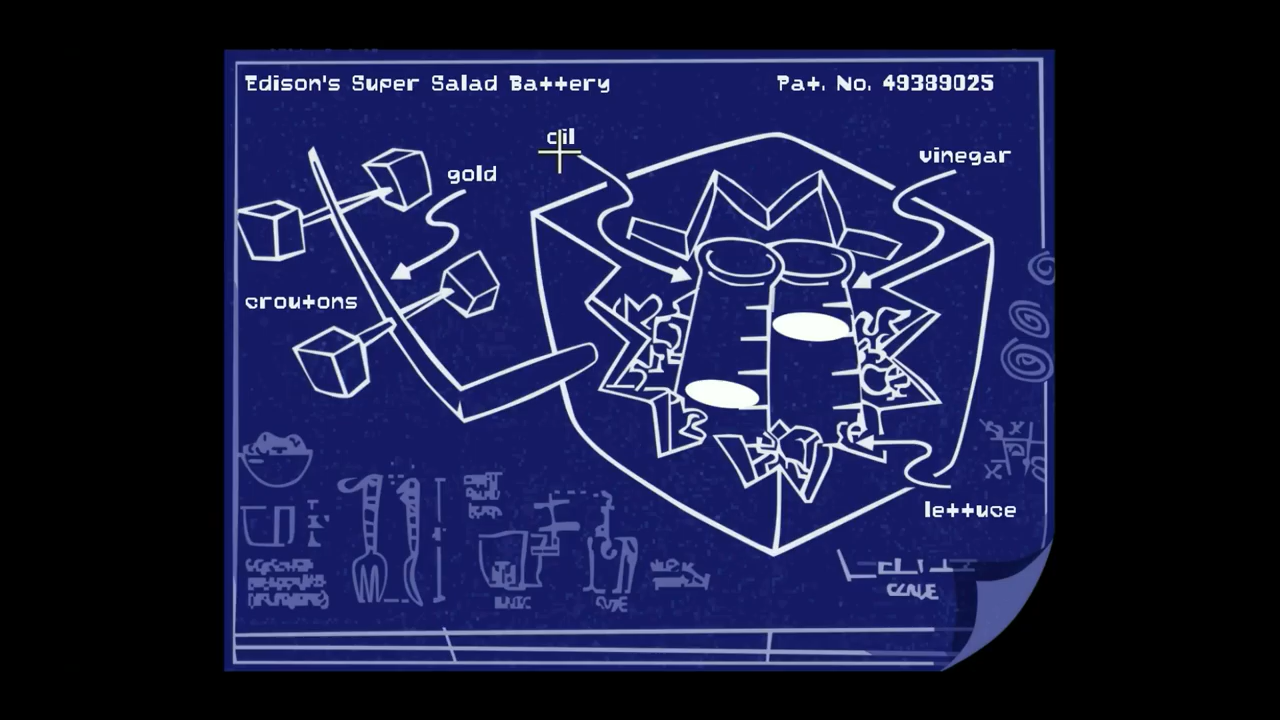 Edison's Super Salad Battery
Pat. No. 49389025
oil
vinegar
gold
croutons
lettuce